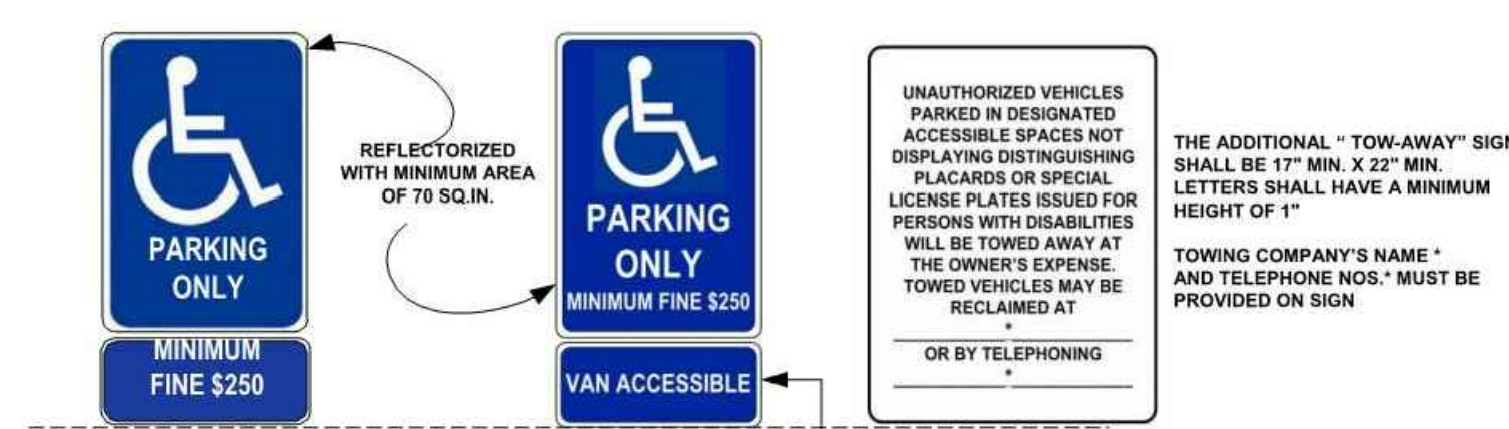 PARKING
ONLY
MINIMUM
FINE $250
REFLECTORIZED
WITH MINIMUM AREA
OF 70 SQ.IN.
PARKING
ONLY
MINIMUM FINE $250
VAN ACCESSIBLE
UNAUTHORIZED VEHICLES
PARKED IN DESIGNATED
ACCESSIBLE SPACES NOT
DISPLAYING DISTINGUISHING
PLACARDS OR SPECIAL
LICENSE PLATES ISSUED FOR
PERSONS WITH DISABILITIES
WILL BE TOWED AWAY AT
THE OWNER'S EXPENSE.
TOWED VEHICLES MAY BE
RECLAIMED AT
*
OR BY TELEPHONING
*
THE ADDITIONAL “ TOW-AWAY” SIGN
SHALL BE 17" MIN. X 22" MIN.
LETTERS SHALL HAVE A MINIMUM
HEIGHT OF 1"
TOWING COMPANY'S NAME *
AND TELEPHONE NOS.* MUST BE
PROVIDED ON SIGN